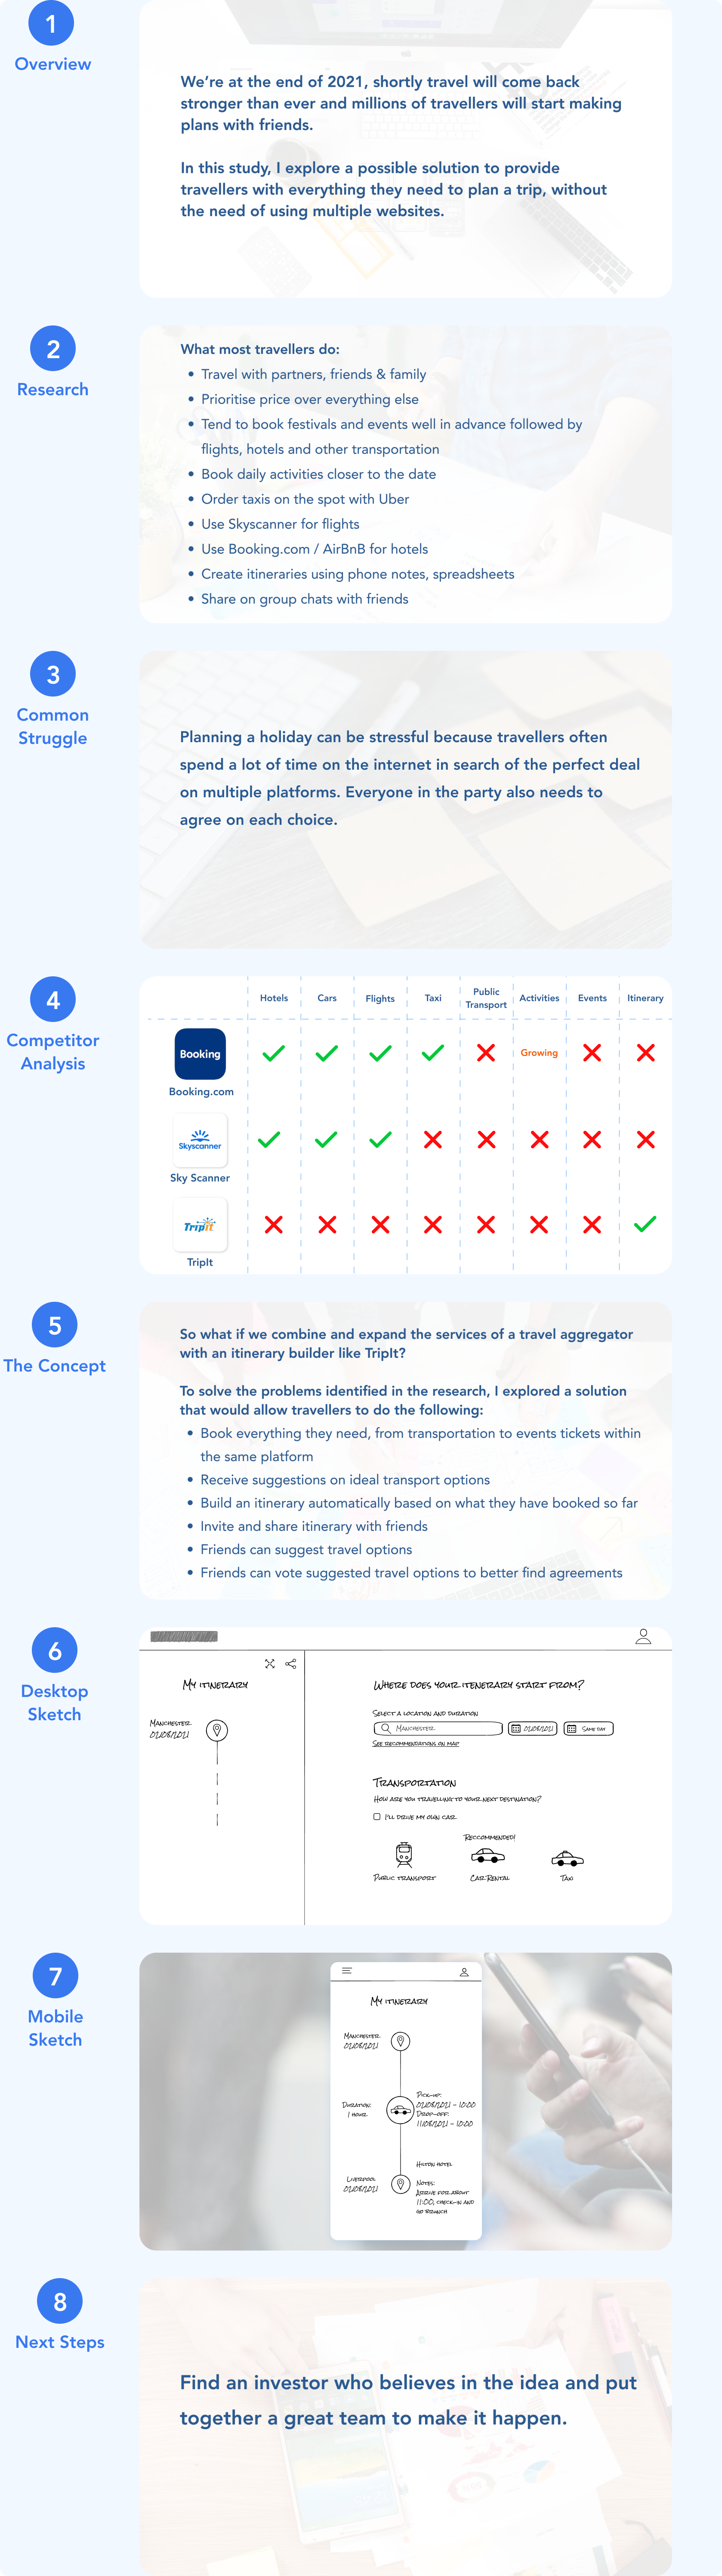 1
Overview
We're at the end of 2021, shortly travel will come back
stronger than ever and millions of travellers will start making
plans with friends.
In this study, I explore a possible solution to provide
travellers with everything they need to plan a trip, without
the need of using multiple websites.
2
Research
What most travellers do:
• Travel with partners, friends & family
• Prioritise price over everything else
• Tend to book festivals and events well in advance followed by
flights, hotels and other transportation
• Book daily activities closer to the date
• Order taxis on the spot with Uber
• Use Skyscanner for flights
• Use Booking.com / AirBnB for hotels
• Create itineraries using phone notes, spreadsheets
• Share on group chats with friends
3
Common
Struggle
Planning a holiday can be stressful because travellers often
spend a lot of time on the internet in search of the perfect deal
on multiple platforms. Everyone in the party also needs to
agree on each choice.
4
Competitor
Analysis
Hotels Cars Flights Taxi Public Transport Activities Events Itinerary
Booking
Growing
Booking.com
Skyscanner
Sky Scanner
TripIt
TripIt
5
The Concept
So what if we combine and expand the services of a travel aggregator
with an itinerary builder like TripIt?
To solve the problems identified in the research, I explored a solution
that would allow travellers to do the following:
• Book everything they need, from transportation to events tickets within
the same platform
• Receive suggestions on ideal transport options
• Build an itinerary automatically based on what they have booked so far
• Invite and share itinerary with friends
• Friends can suggest travel options
• Friends can vote suggested travel options to better find agreements
6
Desktop
Sketch
My itinerary
Manchester
02/08/2021
Where does your itenerary start from?
Select a location and duration
Manchester 02/08/2021 Same day
See recommendations on map
Transportation
How are you travelling to your next destination?
I'll drive my own car
Reccommended!
Public transport Car Rental Taxi
7
Mobile
Sketch
My itinerary
Manchester
02/08/2021
Duration:
1 hour
Pick-up:
02/08/2021 - 10:00
Drop-off:
11/08/2021 - 10:00
Liverpool
02/08/2021
Hilton hotel
Notes:
Arrive for about
11:00, check-in and
go brunch
8
Next Steps
Find an investor who believes in the idea and put
together a great team to make it happen.